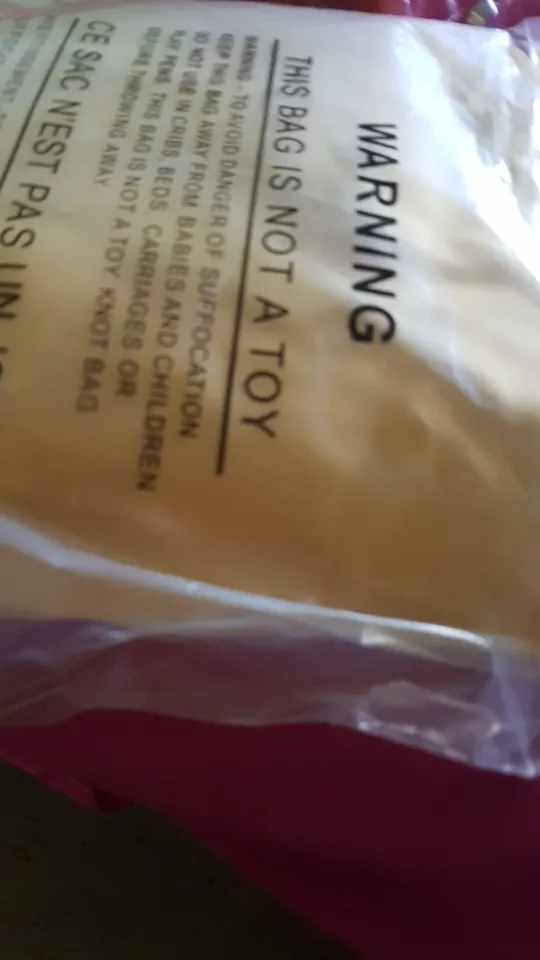 WARNING
THIS BAG IS NOT A TOY
WARNING - TO AVOID DANGER OF SUFFOCATION
KEEP THIS BAG AWAY FROM BABIES AND CHILDREN
DO NOT USE IN CRIBS, BEDS, CARRIAGES OR
PLAY PENS. THIS BAG IS NOT A TOY KNOT BAG
BEFORE THROWING AWAY
CE SAC N'EST PAS UN